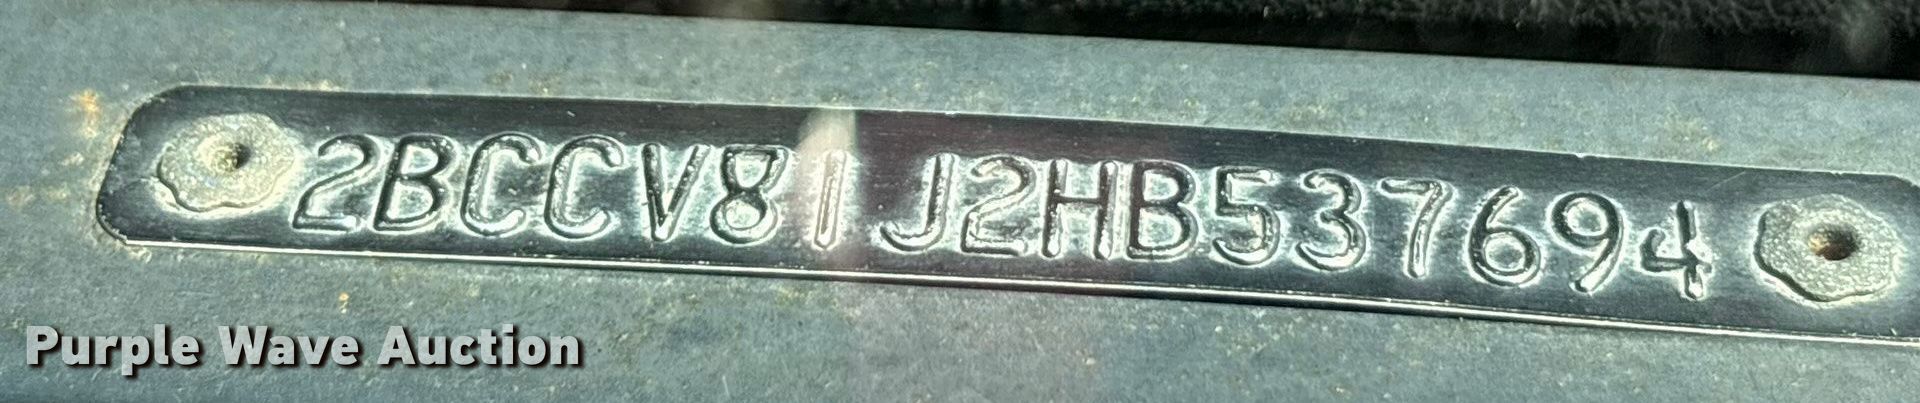 2BCCV81J2HB537694
Purple Wave Auction